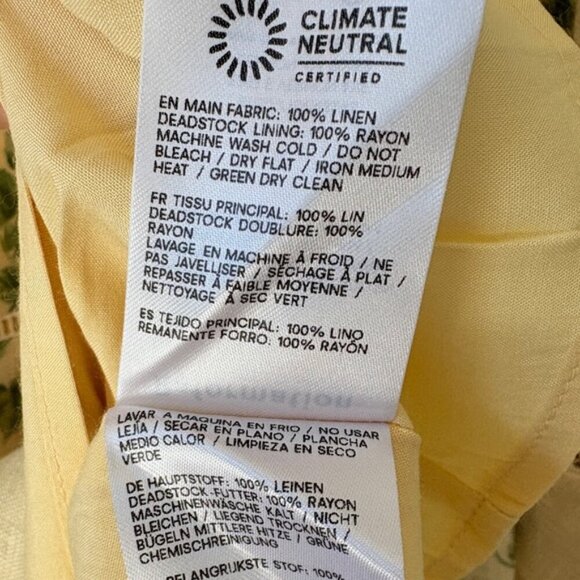 CLIMATE
NEUTRAL
CERTIFIED
EN MAIN FABRIC: 100% LINEN
DEADSTOCK LINING: 100% RAYON
MACHINE WASH COLD / DO NOT
BLEACH / DRY FLAT / IRON MEDIUM
HEAT / GREEN DRY CLEAN
FR TISSU PRINCIPAL: 100% LIN
DEADSTOCK DOUBLURE: 100%
RAYON
LAVAGE EN MACHINE À FROID / NE
PAS JAVELLISER / SÉCHAGE À PLAT /
REPASSER À FAIBLE MOYENNE /
NETTOYAGE À SEC VERT
ES TEJIDO PRINCIPAL: 100% LINO
REMANENTE FORRO: 100% RAYÓN
LAVAR A MAQUINA EN FRIO / NO USAR
LEJÍA / SECAR EN PLANO / PLANCHA
MEDIO CALOR / LIMPIEZA EN SECO
VERDE
DE HAUPTSTOFF: 100% LEINEN
DEADSTOCK-FUTTER: 100% RAYON
MASCHINENWÄSCHE KALT / NICHT
BLEICHEN / LIEGEND TROCKNEN /
BÜGELN MITTLERE HITZE / GRÜNE
CHEMISCHREINIGUNG
BELANGRIJKSTE STOF: 100%